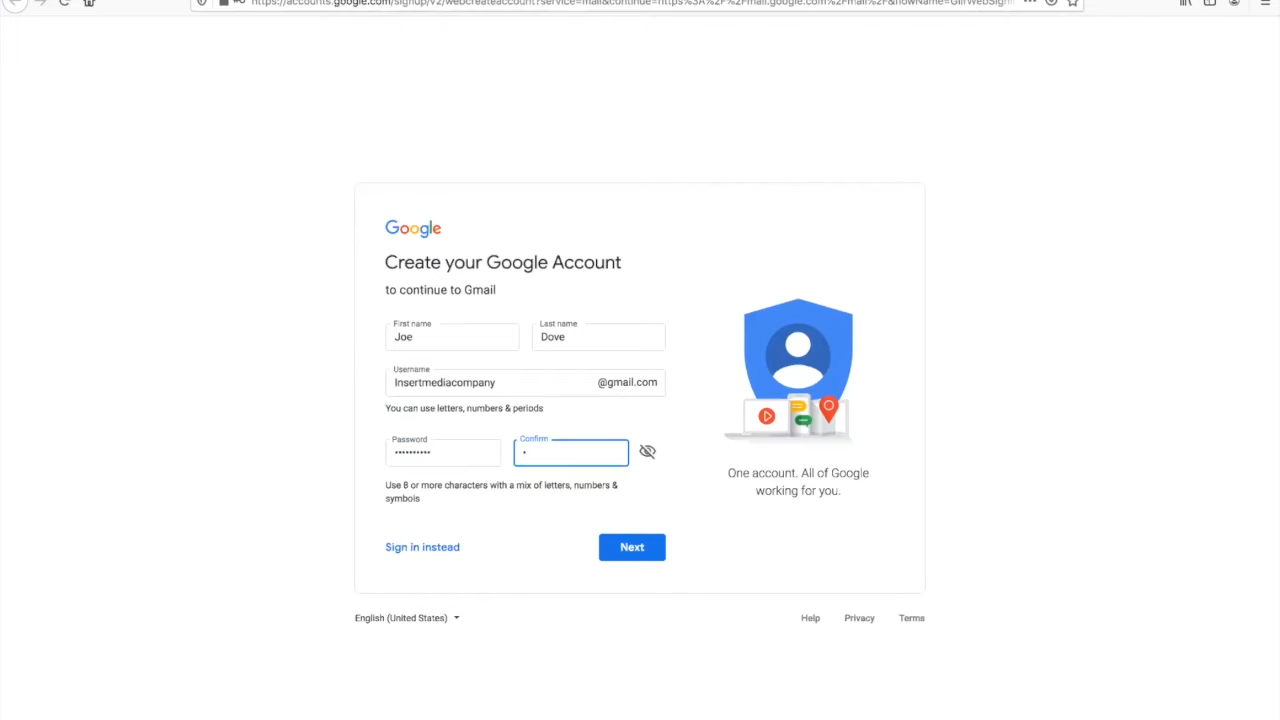 Google
Create your Google Account
to continue to Gmail
First name
Joe
Last name
Dove
Username
Insertmediacompany
@gmail.com
You can use letters, numbers & periods
Password
••••••••••
Confirm
•
Use 8 or more characters with a mix of letters, numbers &
symbols
Sign in instead
Next
One account. All of Google
working for you.
English (United States)
Help
Privacy
Terms